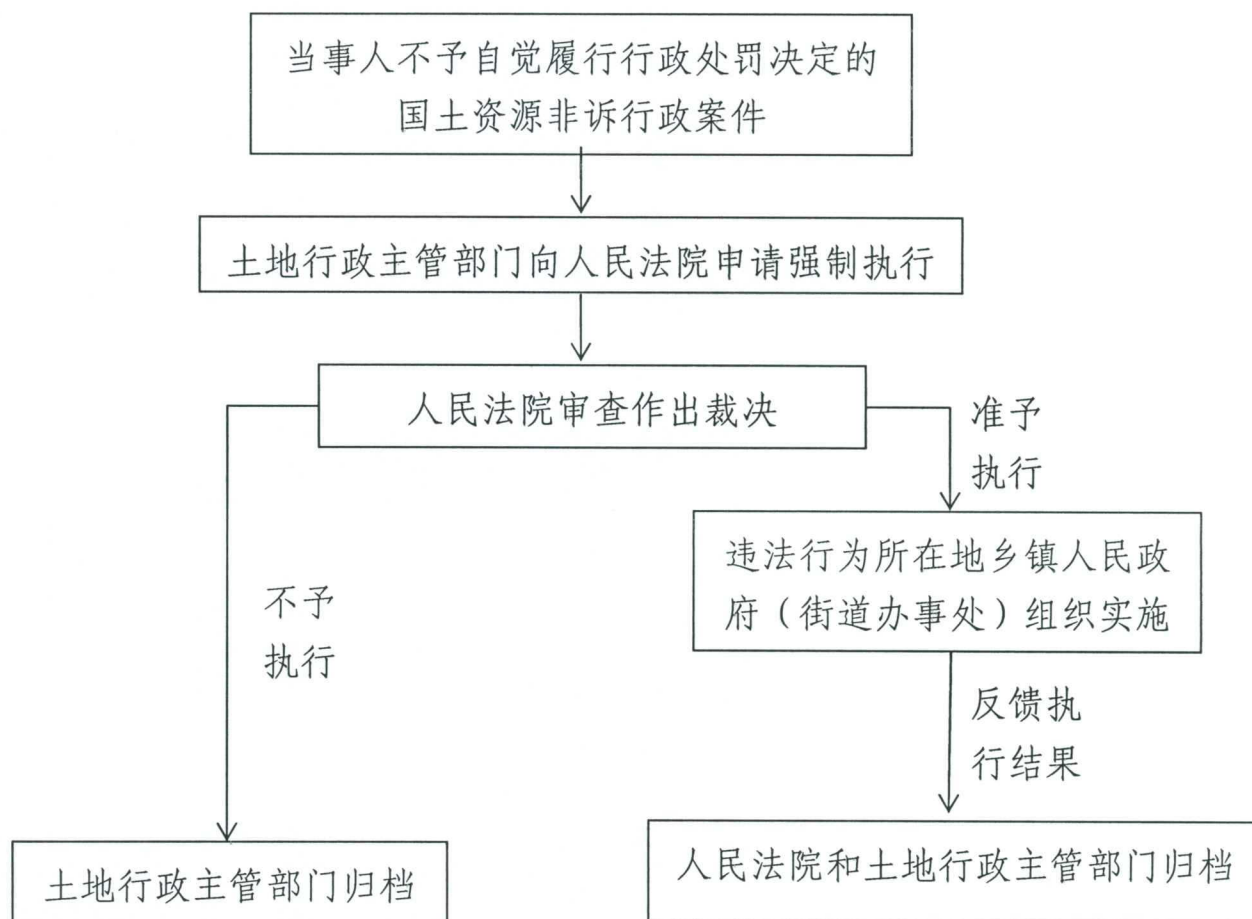 当事人不予自觉履行行政处罚决定的
国土资源非诉行政案件
土地行政主管部门向人民法院申请强制执行
人民法院审查作出裁决
准予
执行
违法行为所在地乡镇人民政
府（街道办事处）组织实施
不予
执行
反馈执
行结果
土地行政主管部门归档
人民法院和土地行政主管部门归档